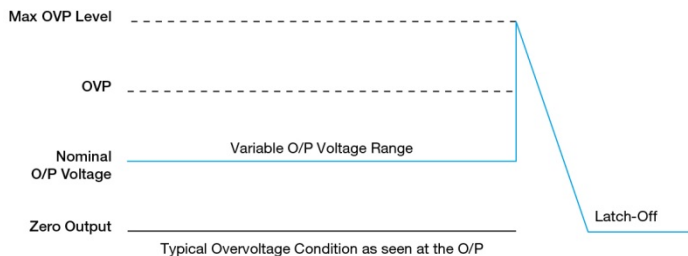 Max OVP Level
OVP
Variable O/P Voltage Range
Nominal
O/P Voltage
Latch-Off
Zero Output
Typical Overvoltage Condition as seen at the O/P